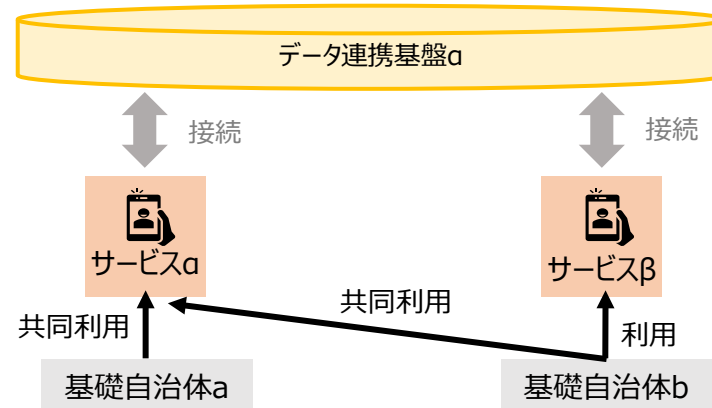 データ連携基盤α
接続
接続
サービスα
サービスβ
共同利用
共同利用
利用
基礎自治体a
基礎自治体b